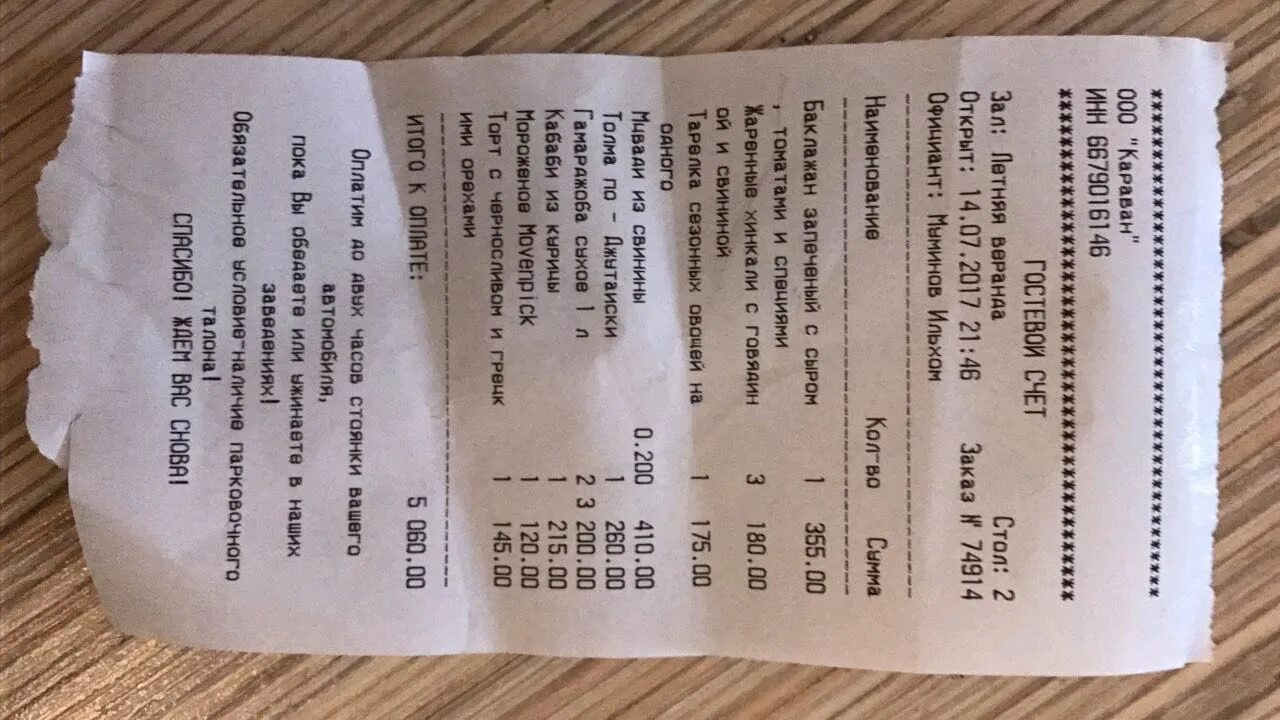 ************************************************
ООО "Караван"
ИНН 6679016146
************************************************
ГОСТЕВОЙ СЧЕТ
Зал: Летняя веранда Стол: 2
Открыт: 14.07.2017 21:46 Заказ № 74914
Официант: Мыминов Ильхом
------------------------------------------------
Наименование Кол-во Сумма
------------------------------------------------
Баклажан запеченый с сыром 1 355.00
, томатами и специями
Жаренные хинкали с говядин 3 180.00
ой и свининой
Тарелка сезонных овощей на 1 175.00
одного
Мцвади из свинины 0.200 410.00
Толма по - Джутаиски 1 260.00
Гамарджоба сухое 1 л 2 3 200.00
Кабаби из курицы 1 215.00
Мороженое Movenpick 1 120.00
Торт с черносливом и грецк 1 145.00
ими орехами
------------------------------------------------
ИТОГО К ОПЛАТЕ: 5 060.00
Оплатим до двух часов стоянки вашего
автомобиля,
пока Вы обедаете или ужинаете в наших
заведениях!
Обязательное условие-наличие парковочного
талона!
СПАСИБО! ЖДЕМ ВАС СНОВА!